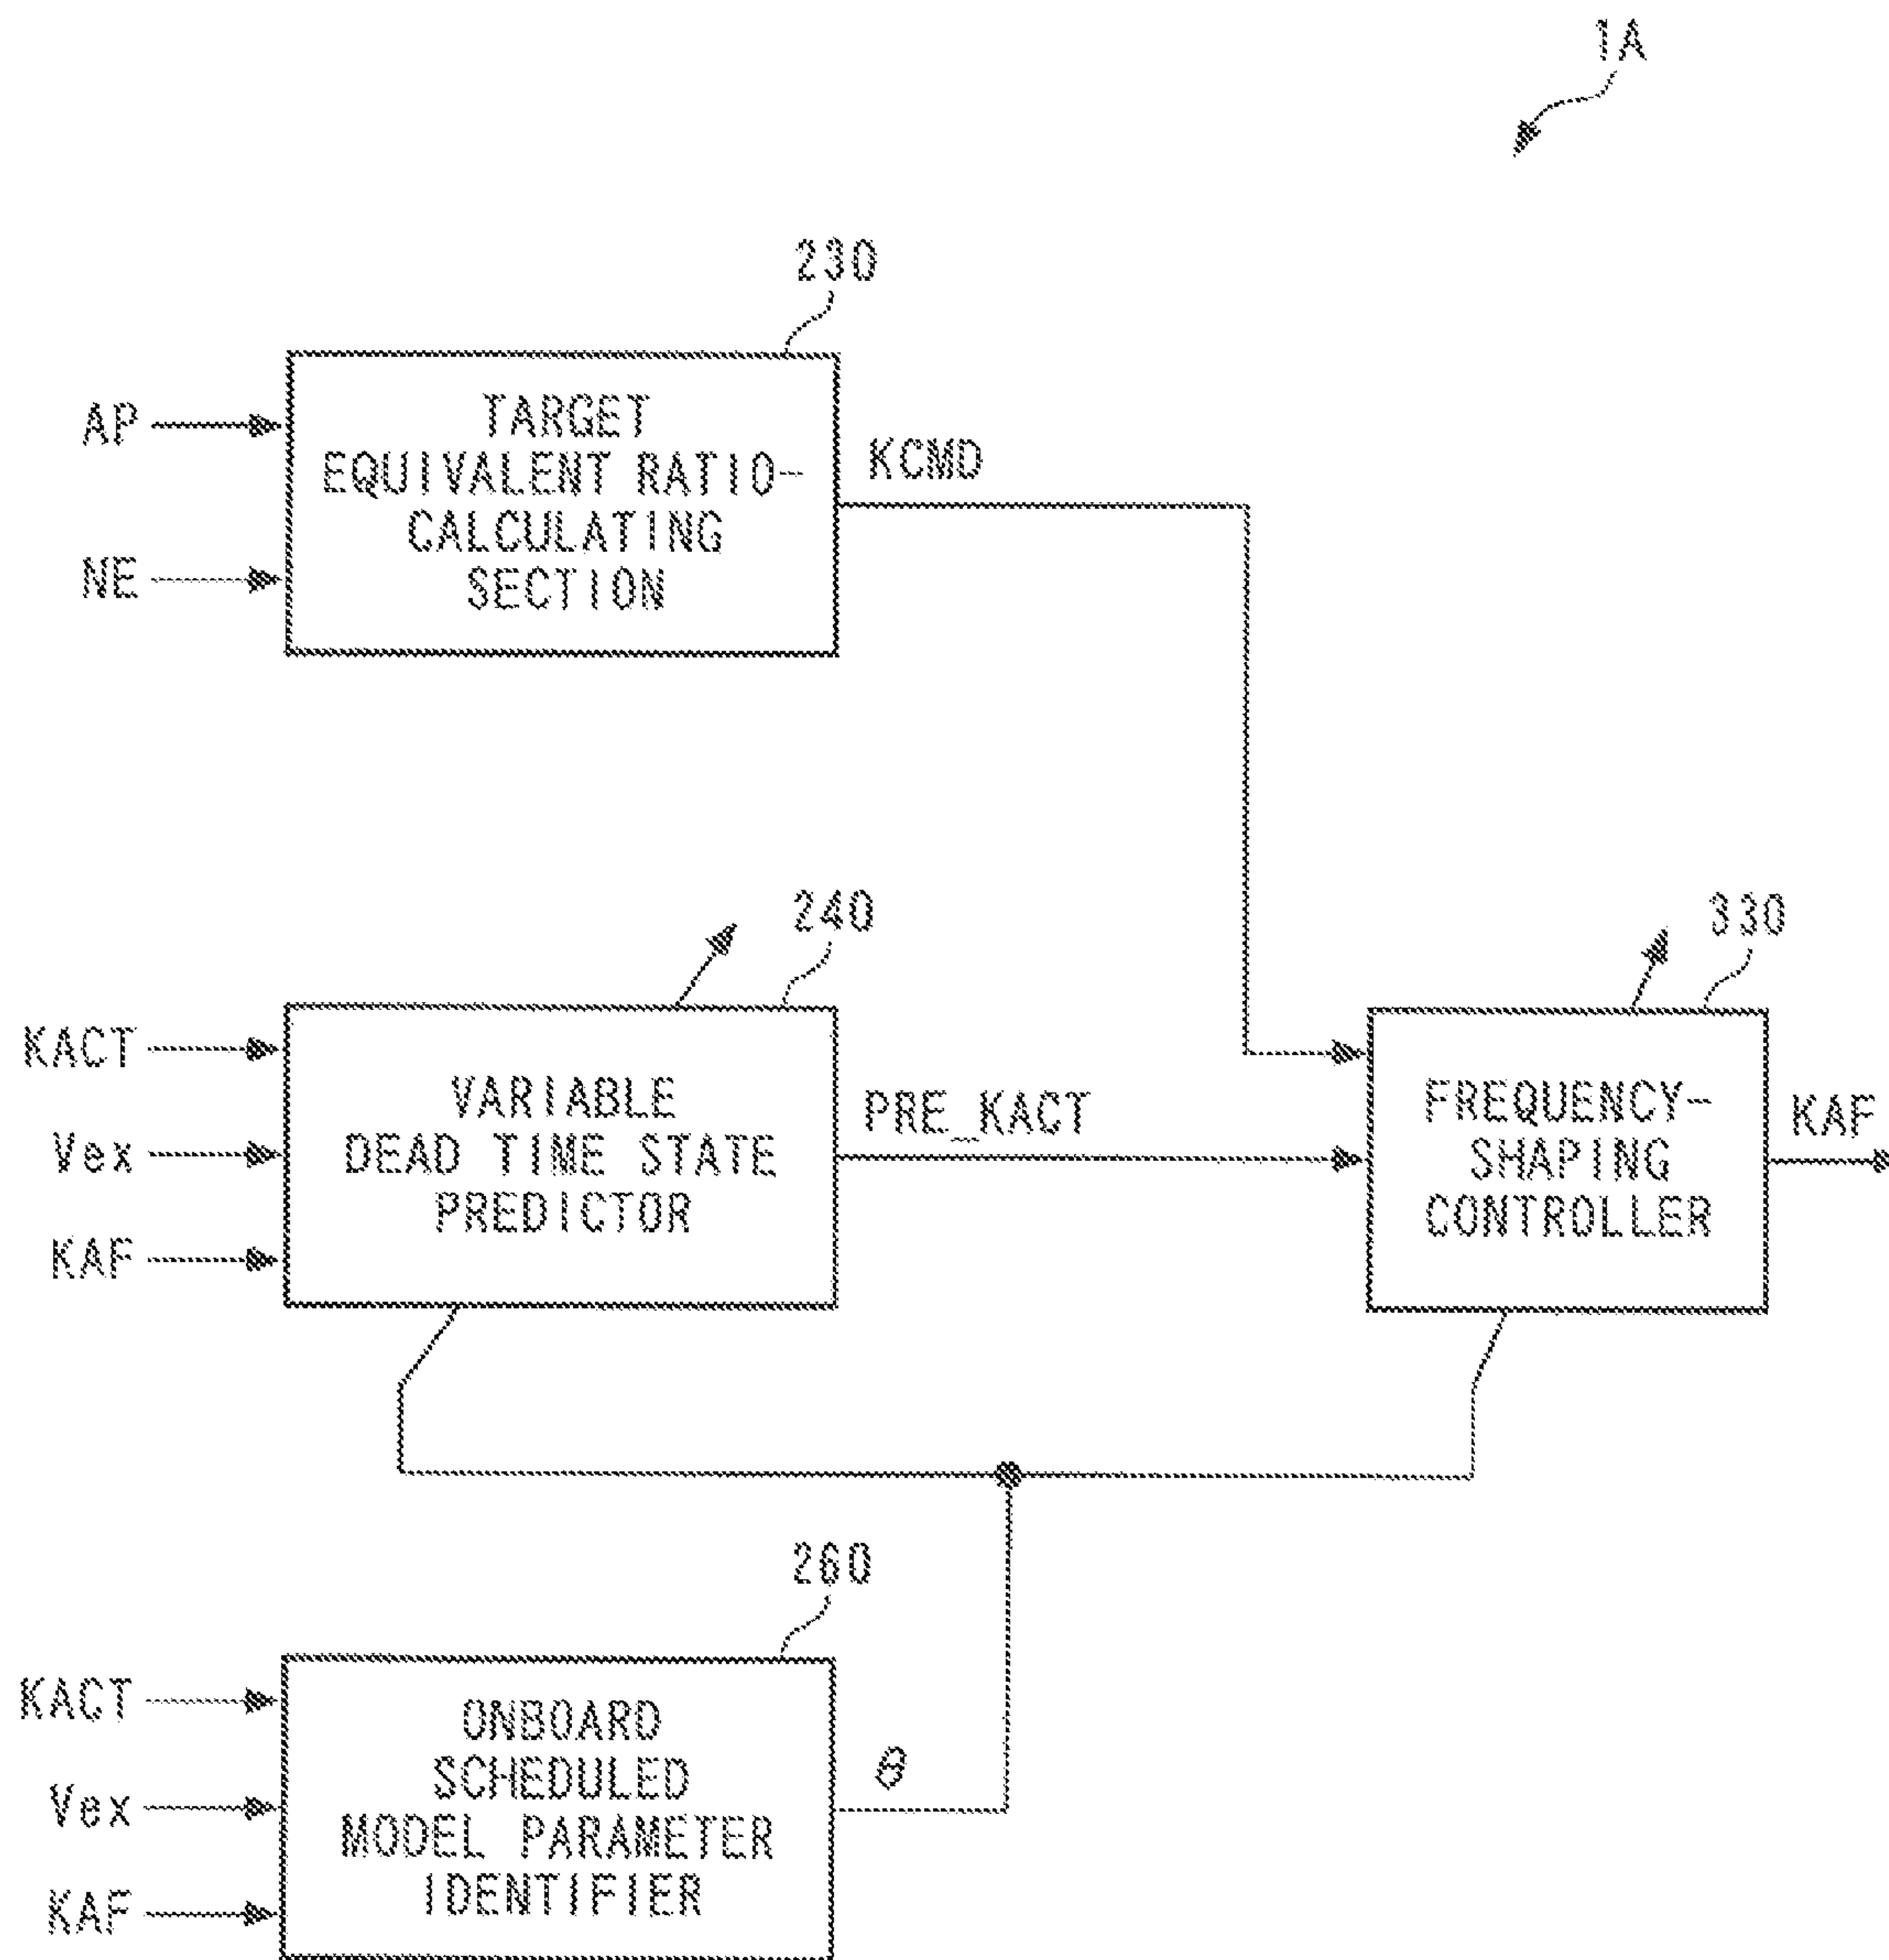 1A
230
AP
NE
TARGET
EQUIVALENT RATIO-
CALCULATING
SECTION
KCMD
240
330
KACT
Vex
KAF
VARIABLE
DEAD TIME STATE
PREDICTOR
PRE_KACT
FREQUENCY-
SHAPING
CONTROLLER
KAF
260
KACT
Vex
KAF
ONBOARD
SCHEDULED
MODEL PARAMETER
IDENTIFIER
θ